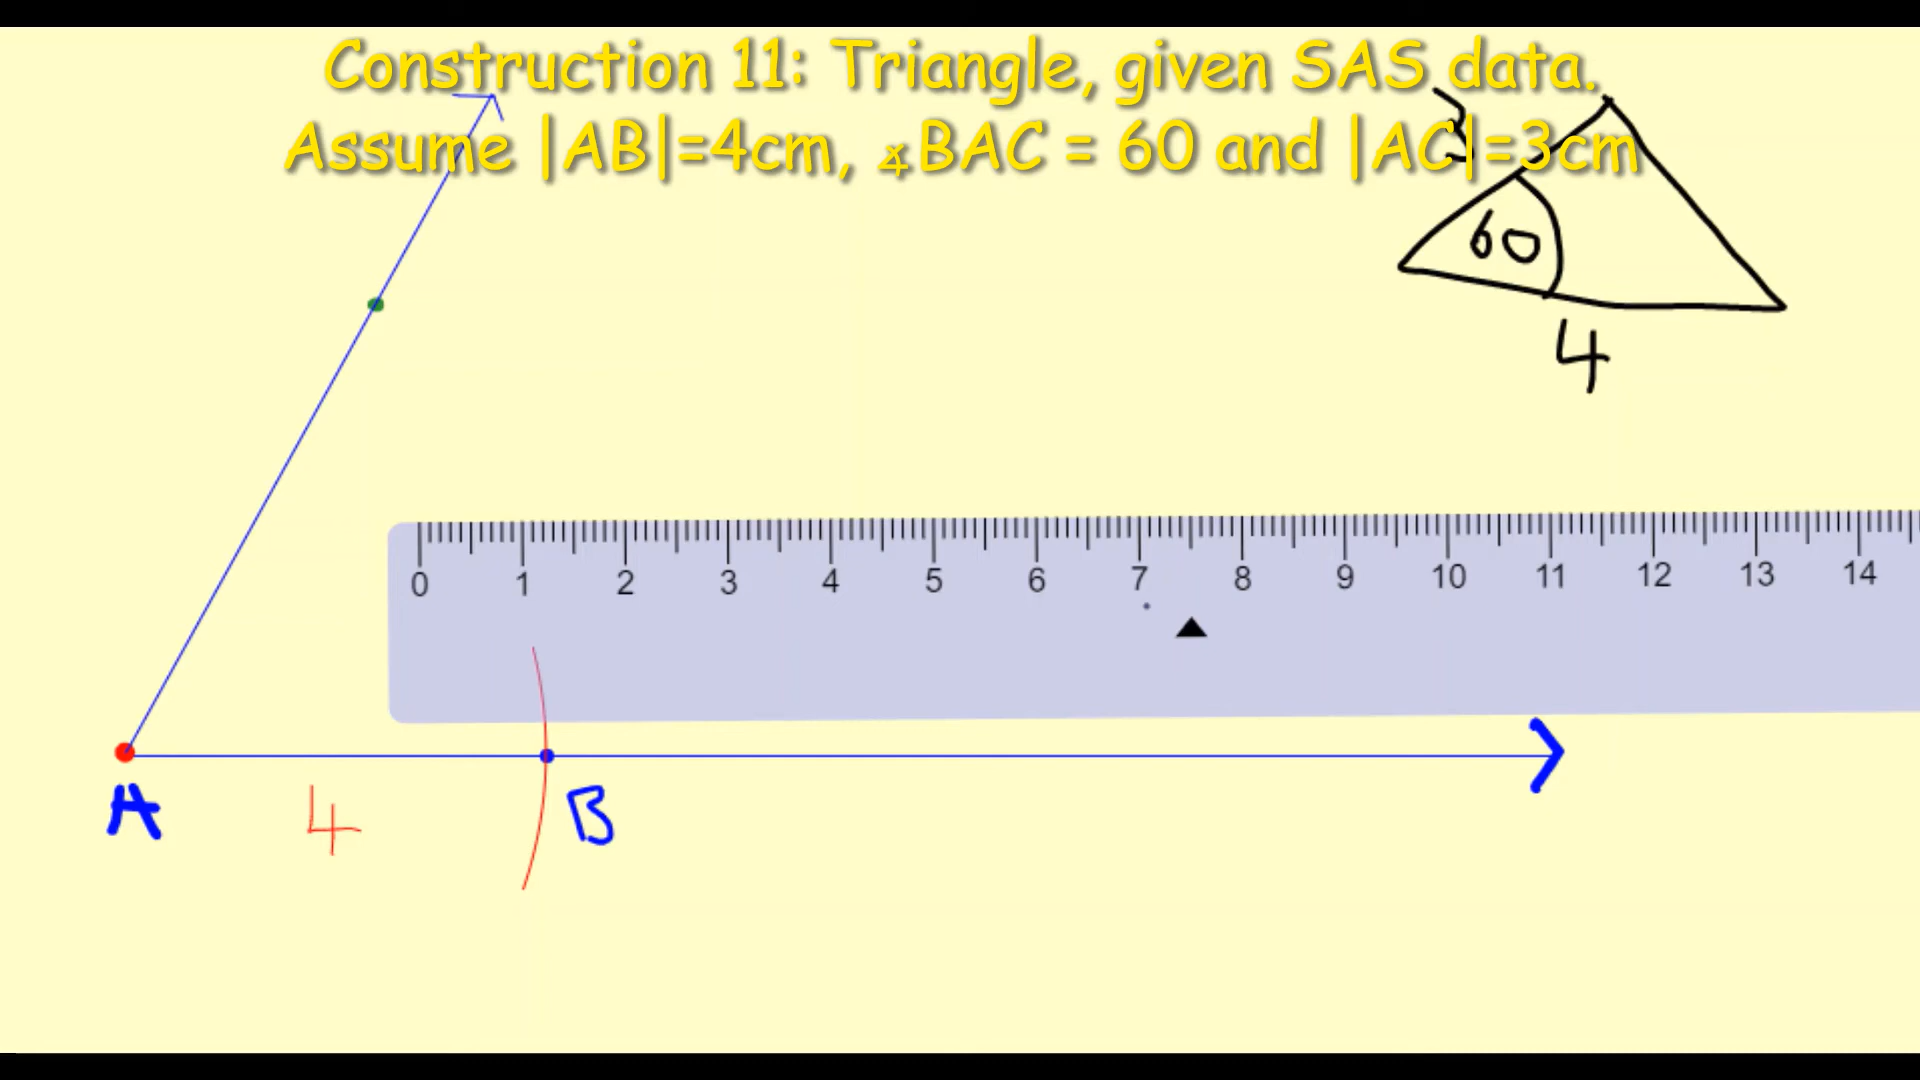 Construction 11: Triangle, given SAS data.
Assume |AB|=4cm, ∡BAC = 60 and |AC|=3cm
3
60
4
0 1 2 3 4 5 6 7 8 9 10 11 12 13 14
A 4 B